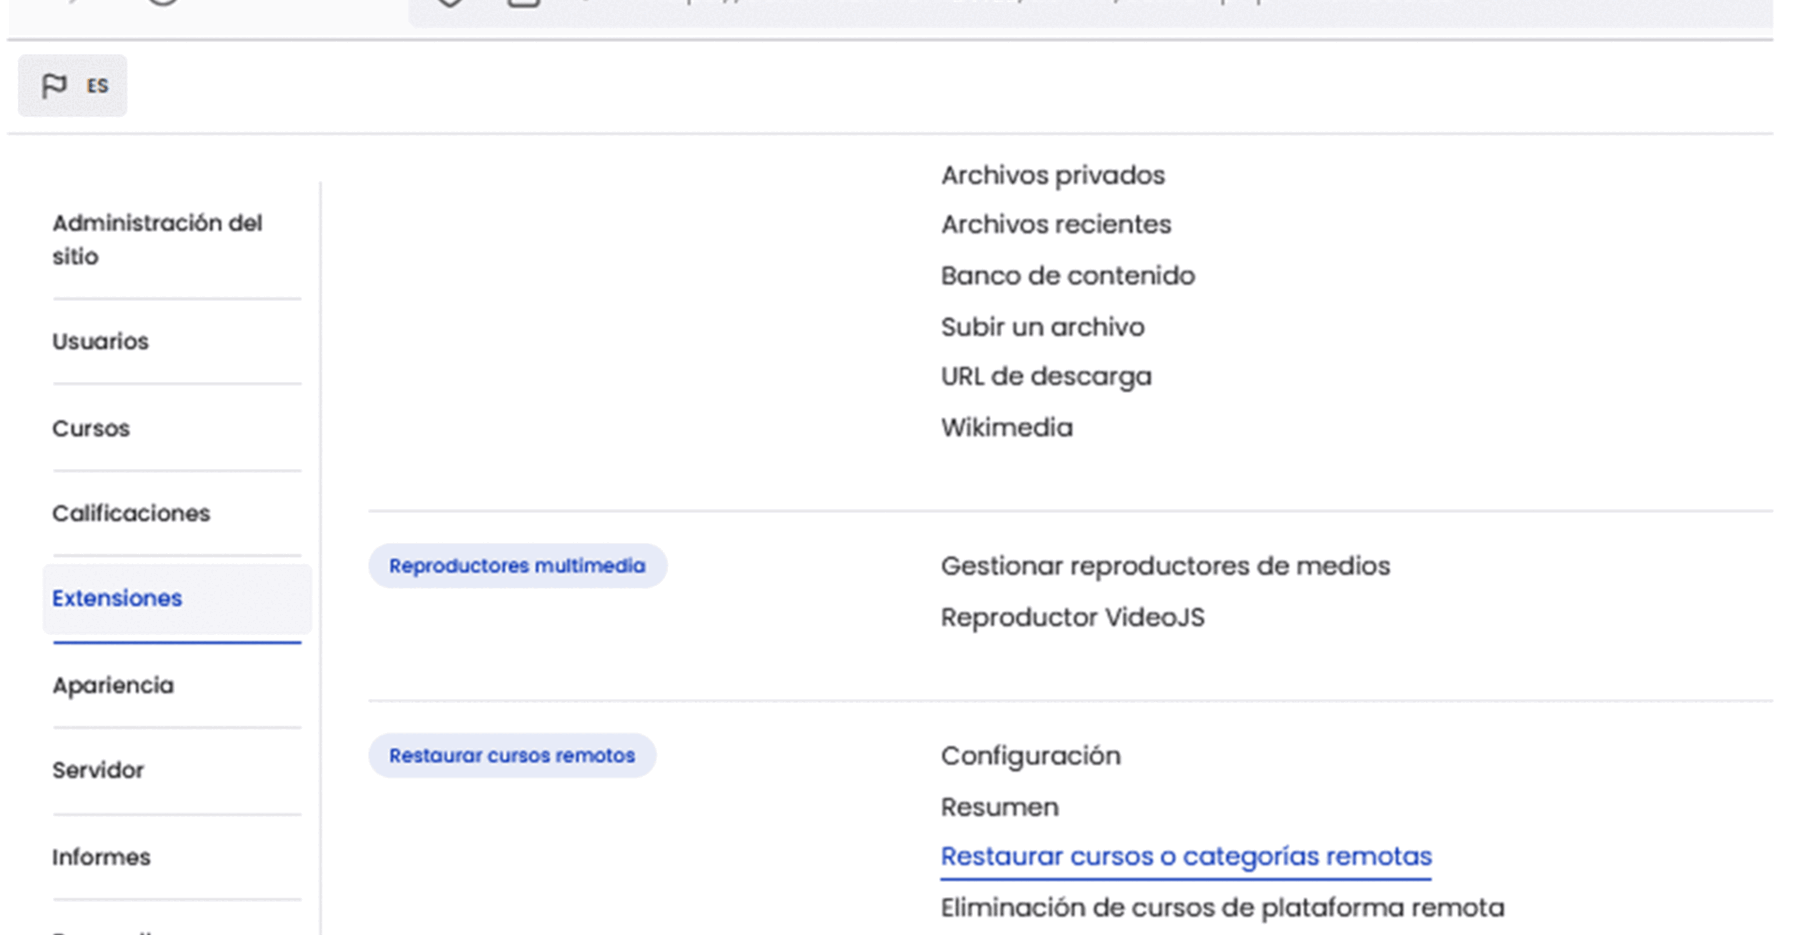 ES
Administración del
sitio
Usuarios
Cursos
Calificaciones
Extensiones
Apariencia
Servidor
Informes
Archivos privados
Archivos recientes
Banco de contenido
Subir un archivo
URL de descarga
Wikimedia
Reproductores multimedia
Gestionar reproductores de medios
Reproductor VideoJS
Restaurar cursos remotos
Configuración
Resumen
Restaurar cursos o categorías remotas
Eliminación de cursos de plataforma remota